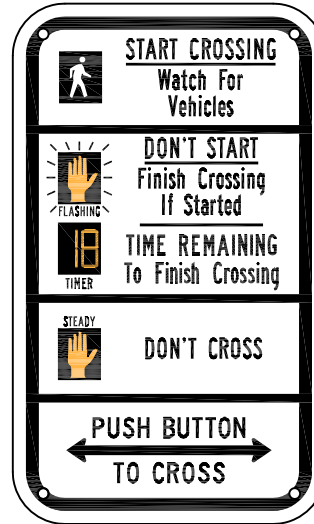 START CROSSING
Watch For
Vehicles
DON'T START
Finish Crossing
If Started
FLASHING
18
TIMER
TIME REMAINING
To Finish Crossing
STEADY
DON'T CROSS
PUSH BUTTON
TO CROSS